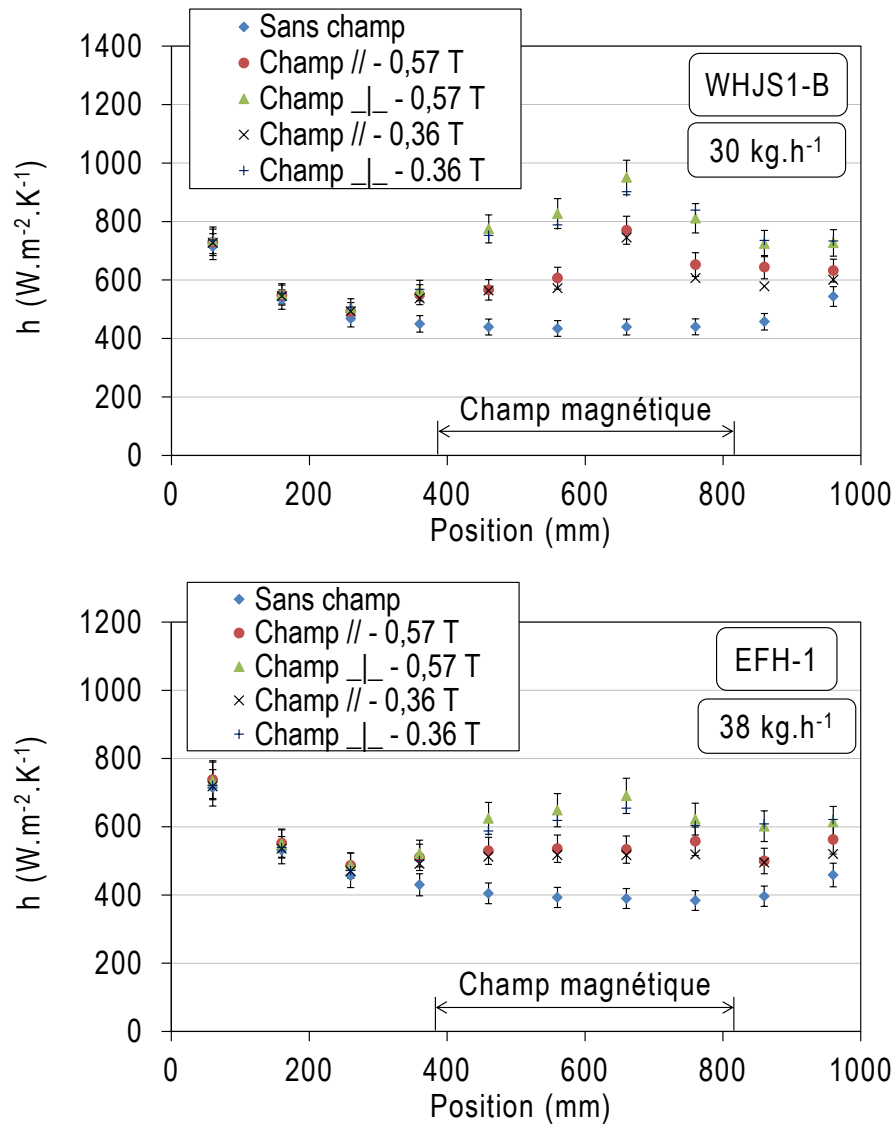 Sans champ
Champ // - 0,57 T
Champ _|_ - 0,57 T
Champ // - 0,36 T
Champ _|_ - 0.36 T
WHJS1-B
30 kg.h-1
1400
1200
1000
800
600
400
200
0
h (W.m-2.K-1)
Champ magnétique
0 200 400 600 800 1000
Position (mm)
Sans champ
Champ // - 0,57 T
Champ _|_ - 0,57 T
Champ // - 0,36 T
Champ _|_ - 0.36 T
EFH-1
38 kg.h-1
1200
1000
800
600
400
200
0
h (W.m-2.K-1)
Champ magnétique
0 200 400 600 800 1000
Position (mm)